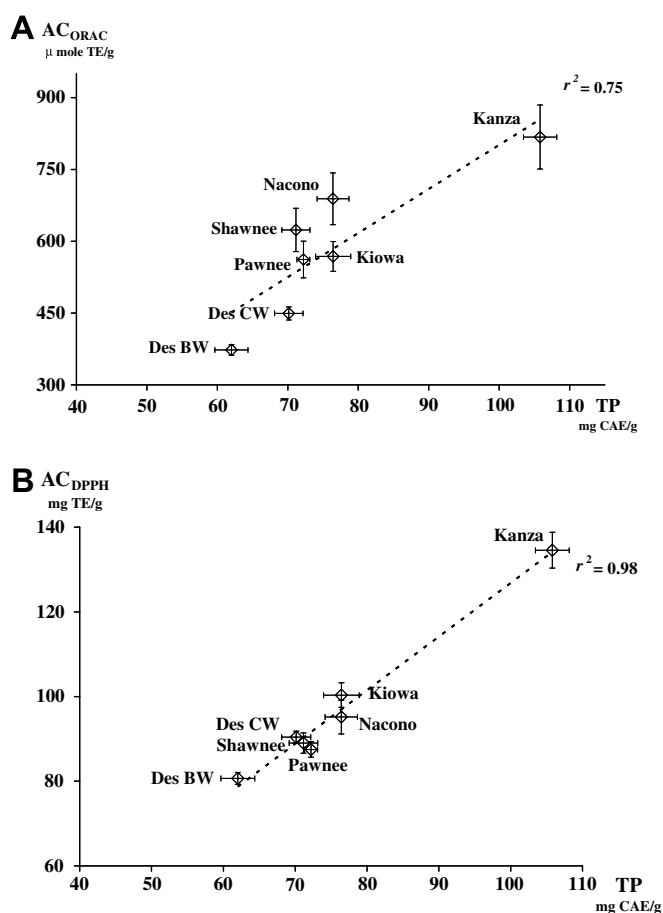 A AC_ORAC
μ mole TE/g
r² = 0.75
900
Kanza
750
Nacono
Shawnee
600
Pawnee
Kiowa
450
Des CW
Des BW
300
40 50 60 70 80 90 100 110 TP
mg CAE/g
B AC_DPPH
mg TE/g
140
Kanza
r² = 0.98
120
100
Kiowa
Des CW
Nacono
Shawnee
Pawnee
80
Des BW
60
40
40 50 60 70 80 90 100 110 TP
mg CAE/g